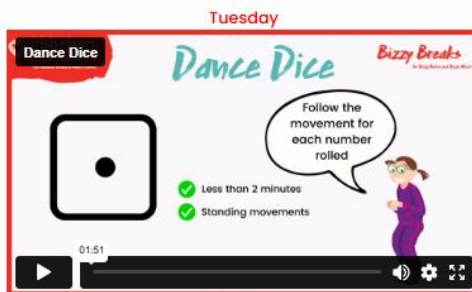 Tuesday
Dance Dice
Dance Dice
Bizzy Breaks
Follow the
movement for
each number
rolled
Less than 2 minutes
Standing movements
01:51